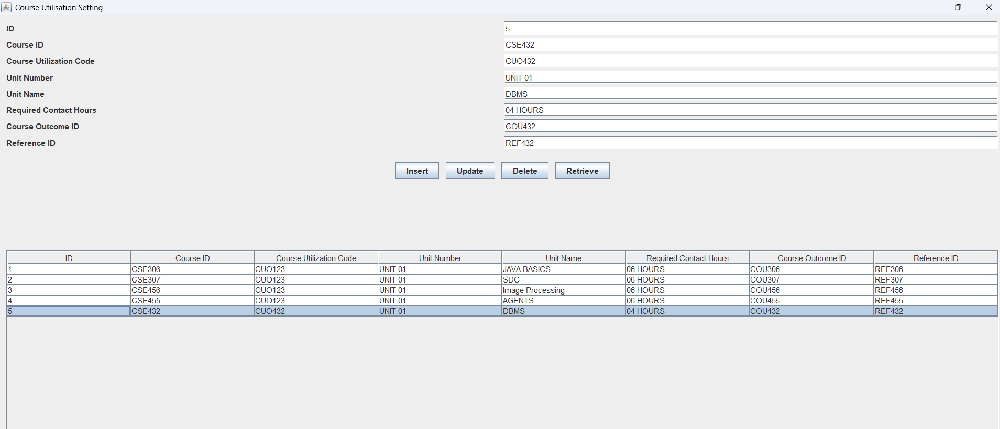 Course Utilisation Setting
ID 5
Course ID CSE432
Course Utilization Code CUO432
Unit Number UNIT 01
Unit Name DBMS
Required Contact Hours 04 HOURS
Course Outcome ID COU432
Reference ID REF432
Insert Update Delete Retrieve
ID Course ID Course Utilization Code Unit Number Unit Name Required Contact Hours Course Outcome ID Reference ID
1 CSE306 CUO123 UNIT 01 JAVA BASICS 06 HOURS COU306 REF306
2 CSE307 CUO123 UNIT 01 SDC 06 HOURS COU307 REF307
3 CSE456 CUO123 UNIT 01 Image Processing 06 HOURS COU456 REF456
4 CSE455 CUO123 UNIT 01 AGENTS 06 HOURS COU455 REF455
5 CSE432 CUO432 UNIT 01 DBMS 04 HOURS COU432 REF432